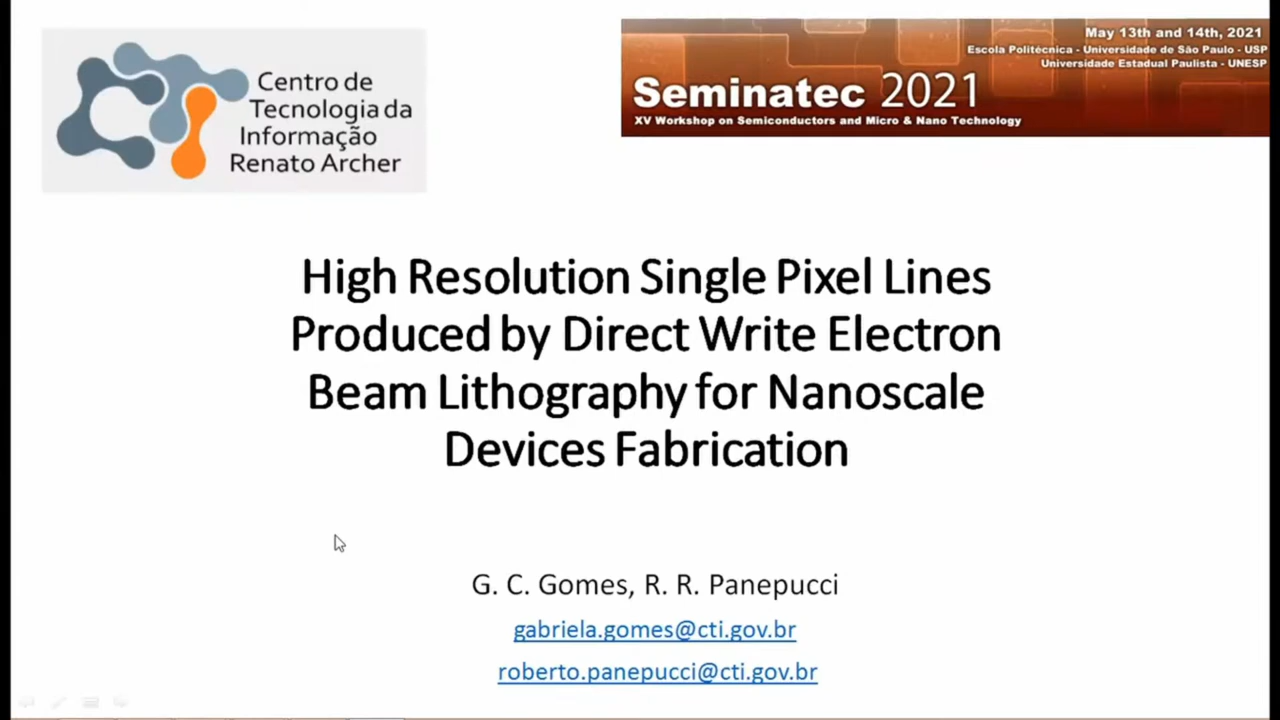 Centro de
Tecnologia da
Informação
Renato Archer
May 13th and 14th, 2021
Escola Politécnica - Universidade de São Paulo - USP
Universidade Estadual Paulista - UNESP
Seminatec 2021
XV Workshop on Semiconductors and Micro & Nano Technology
High Resolution Single Pixel Lines
Produced by Direct Write Electron
Beam Lithography for Nanoscale
Devices Fabrication
G. C. Gomes, R. R. Panepucci
gabriela.gomes@cti.gov.br
roberto.panepucci@cti.gov.br